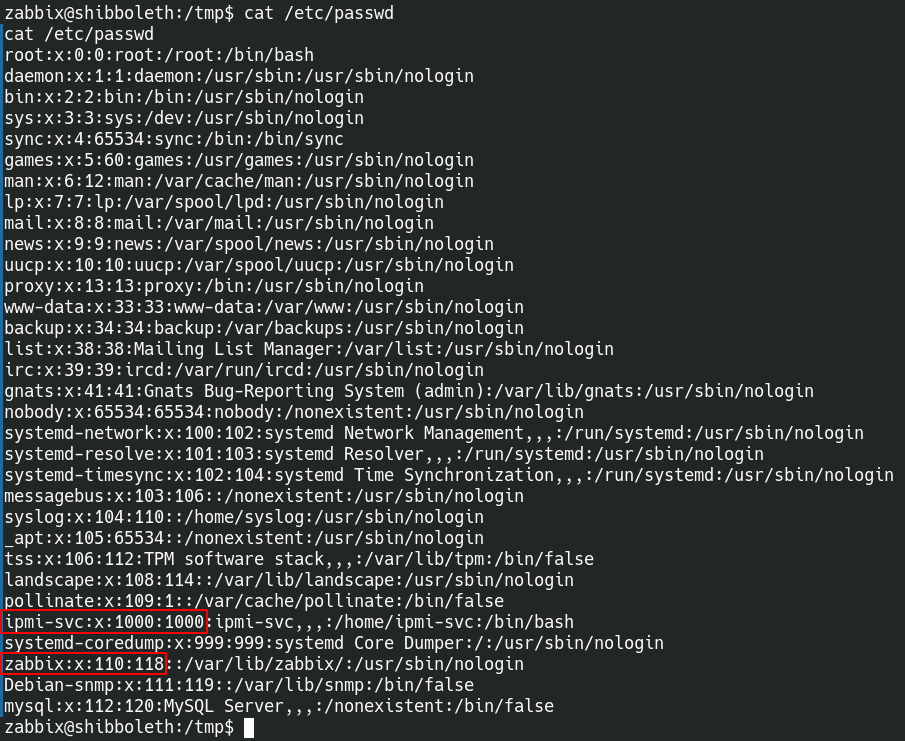 zabbix@shibboleth:/tmp$ cat /etc/passwd
cat /etc/passwd
root:x:0:0:root:/root:/bin/bash
daemon:x:1:1:daemon:/usr/sbin:/usr/sbin/nologin
bin:x:2:2:bin:/bin:/usr/sbin/nologin
sys:x:3:3:sys:/dev:/usr/sbin/nologin
sync:x:4:65534:sync:/bin:/bin/sync
games:x:5:60:games:/usr/games:/usr/sbin/nologin
man:x:6:12:man:/var/cache/man:/usr/sbin/nologin
lp:x:7:7:lp:/var/spool/lpd:/usr/sbin/nologin
mail:x:8:8:mail:/var/mail:/usr/sbin/nologin
news:x:9:9:news:/var/spool/news:/usr/sbin/nologin
uucp:x:10:10:uucp:/var/spool/uucp:/usr/sbin/nologin
proxy:x:13:13:proxy:/bin:/usr/sbin/nologin
www-data:x:33:33:www-data:/var/www:/usr/sbin/nologin
backup:x:34:34:backup:/var/backups:/usr/sbin/nologin
list:x:38:38:Mailing List Manager:/var/list:/usr/sbin/nologin
irc:x:39:39:ircd:/var/run/ircd:/usr/sbin/nologin
gnats:x:41:41:Gnats Bug-Reporting System (admin):/var/lib/gnats:/usr/sbin/nologin
nobody:x:65534:65534:nobody:/nonexistent:/usr/sbin/nologin
systemd-network:x:100:102:systemd Network Management,,,:/run/systemd:/usr/sbin/nologin
systemd-resolve:x:101:103:systemd Resolver,,,:/run/systemd:/usr/sbin/nologin
systemd-timesync:x:102:104:systemd Time Synchronization,,,:/run/systemd:/usr/sbin/nologin
messagebus:x:103:106::/nonexistent:/usr/sbin/nologin
syslog:x:104:110::/home/syslog:/usr/sbin/nologin
_apt:x:105:65534::/nonexistent:/usr/sbin/nologin
tss:x:106:112:TPM software stack,,,:/var/lib/tpm:/bin/false
landscape:x:108:114::/var/lib/landscape:/usr/sbin/nologin
pollinate:x:109:1::/var/cache/pollinate:/bin/false
ipmi-svc:x:1000:1000:ipmi-svc,,,:/home/ipmi-svc:/bin/bash
systemd-coredump:x:999:999:systemd Core Dumper:/:/usr/sbin/nologin
zabbix:x:110:118::/var/lib/zabbix/:/usr/sbin/nologin
Debian-snmp:x:111:119::/var/lib/snmp:/bin/false
mysql:x:112:120:MySQL Server,,,:/nonexistent:/bin/false
zabbix@shibboleth:/tmp$